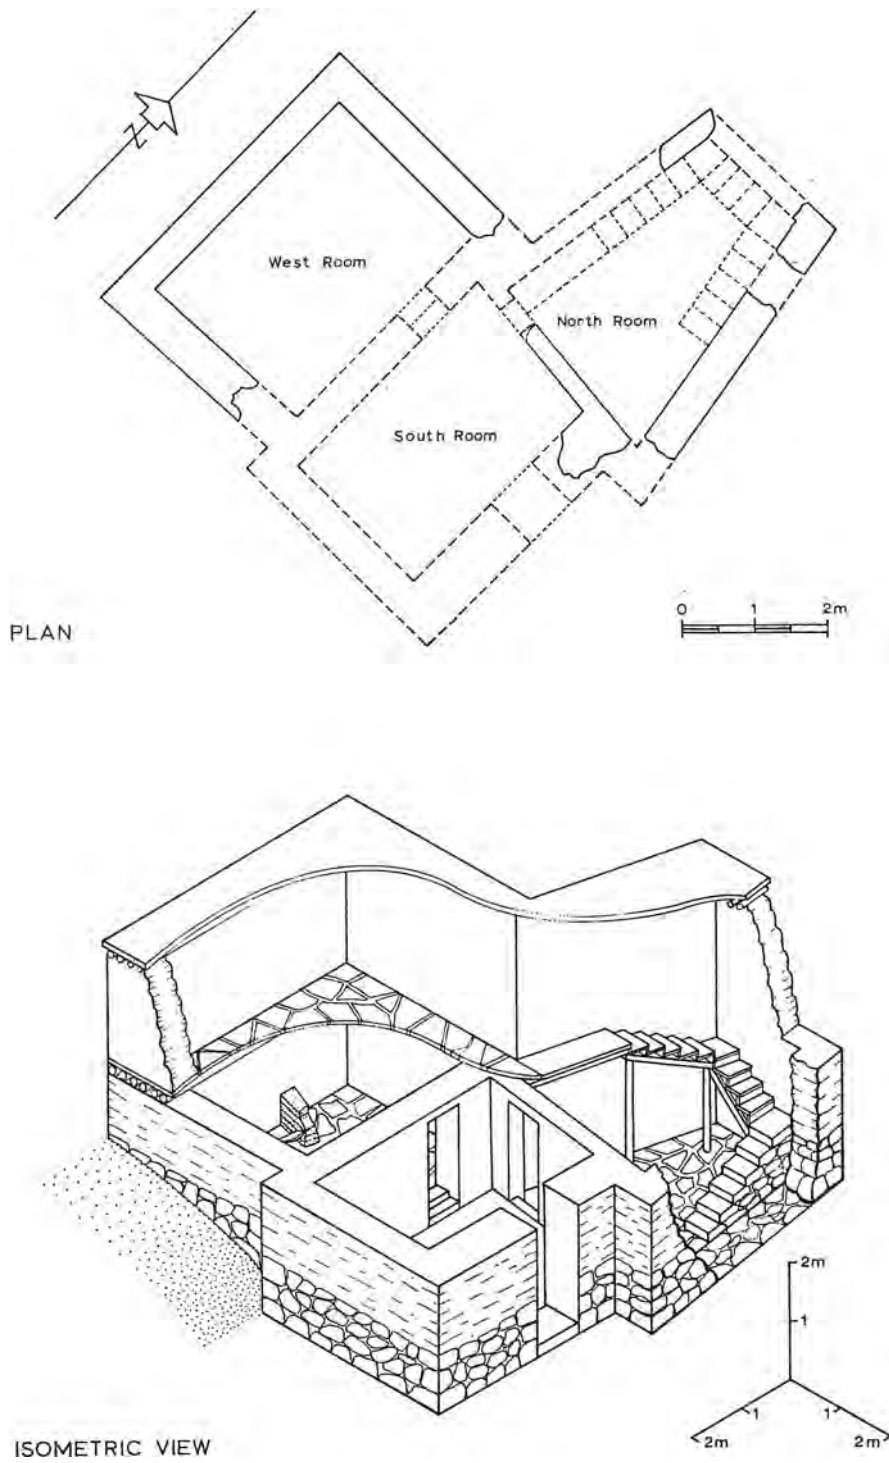 N
West Room
North Room
South Room
0 1 2m
PLAN
2m
1
1 1
2m 2m
ISOMETRIC VIEW